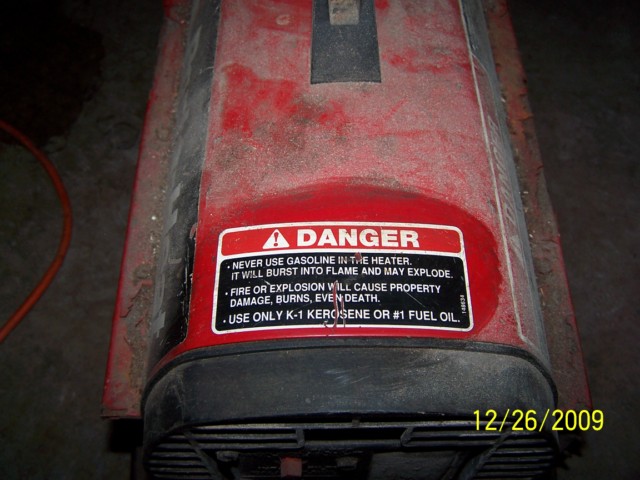 DANGER
• NEVER USE GASOLINE IN THE HEATER.
IT WILL BURST INTO FLAME AND MAY EXPLODE.
• FIRE OR EXPLOSION WILL CAUSE PROPERTY
DAMAGE, BURNS, EVEN DEATH.
• USE ONLY K-1 KEROSENE OR #1 FUEL OIL.
12/26/2009